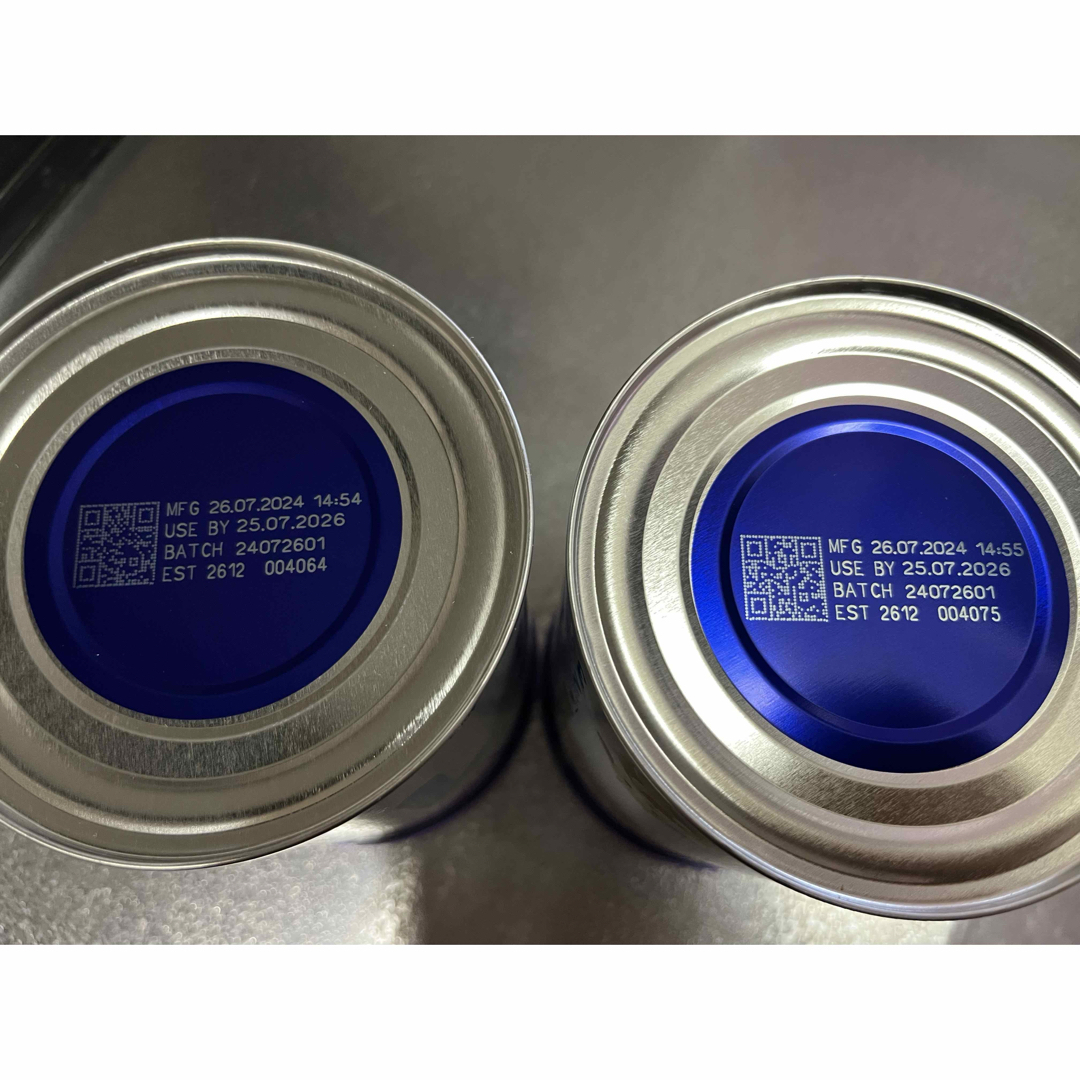 MFG 26.07.2024 14:54
USE BY 25.07.2026
BATCH 24072601
EST 2612 004064
MFG 26.07.2024 14:55
USE BY 25.07.2026
BATCH 24072601
EST 2612 004075